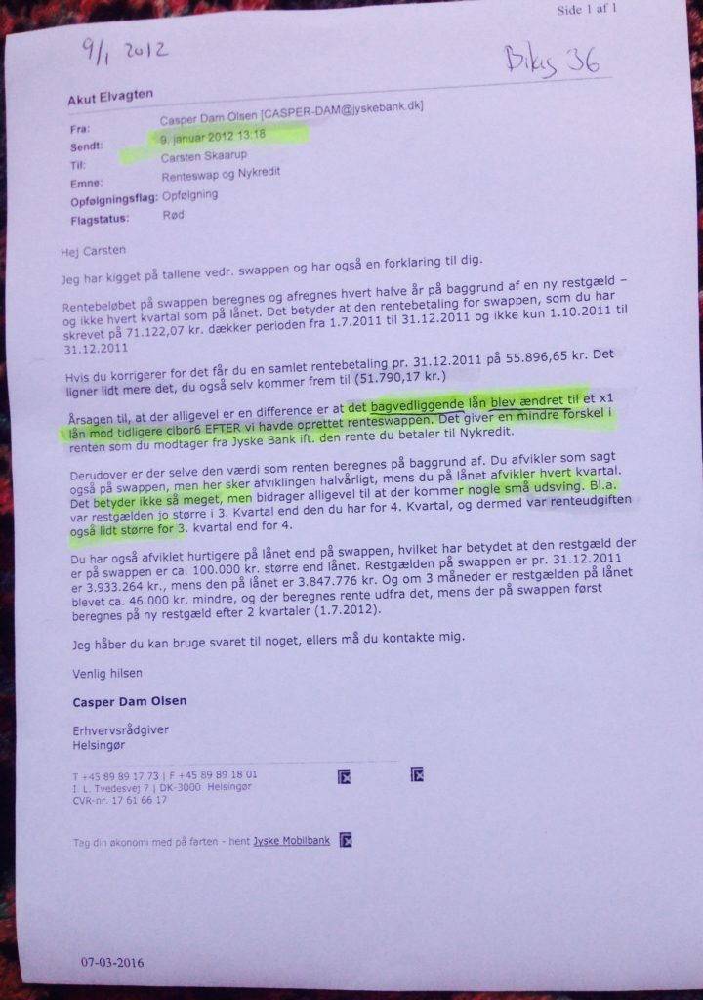 Side 1 af 1
9/1 2012
Bilag 36
Akut Elvagten
Fra: Casper Dam Olsen [CASPER-DAM@jyskebank.dk]
Sendt: 9. januar 2012 13:18
Til: Carsten Skaarup
Emne: Renteswap og Nykredit
Opfølgningsflag: Opfølgning
Flagstatus: Rød
Hej Carsten
Jeg har kigget på tallene vedr. swappen og har også en forklaring til dig.
Rentebeløbet på swappen beregnes og afregnes hvert halve år på baggrund af en ny restgæld –
og ikke hvert kvartal som på lånet. Det betyder at den rentebetaling for swappen, som du har
skrevet på 71.122,07 kr. dækker perioden fra 1.7.2011 til 31.12.2011 og ikke kun 1.10.2011 til
31.12.2011
Hvis du korrigerer for det får du en samlet rentebetaling pr. 31.12.2011 på 55.896,65 kr. Det
ligner lidt mere det, du også selv kommer frem til (51.790,17 kr.)
Årsagen til, at der alligevel er en difference er at det bagvedliggende lån blev ændret til et x1
lån mod tidligere cibor6 EFTER vi havde oprettet renteswappen. Det giver en mindre forskel i
renten som du modtager fra Jyske Bank ift. den rente du betaler til Nykredit.
Derudover er der selve den værdi som renten beregnes på baggrund af. Du afvikler som sagt
også på swappen, men her sker afviklingen halvårligt, mens du på lånet afvikler hvert kvartal.
Det betyder ikke så meget, men bidrager alligevel til at der kommer nogle små udsving. Bl.a.
var restgælden jo større i 3. Kvartal end den du har for 4. Kvartal, og dermed var renteudgiften
også lidt større for 3. kvartal end for 4.
Du har også afviklet hurtigere på lånet end på swappen, hvilket har betydet at den restgæld der
er på swappen er ca. 100.000 kr. større end lånet. Restgælden på swappen er pr. 31.12.2011
er 3.933.264 kr., mens den på lånet er 3.847.776 kr. Og om 3 måneder er restgælden på lånet
blevet ca. 46.000 kr. mindre, og der beregnes rente udfra det, mens der på swappen først
beregnes på ny restgæld efter 2 kvartaler (1.7.2012).
Jeg håber du kan bruge svaret til noget, ellers må du kontakte mig.
Venlig hilsen
Casper Dam Olsen
Erhvervsrådgiver
Helsingør
T +45 89 89 17 73 | F +45 89 89 18 01
I. L. Tvedesvej 7 | DK-3000 Helsingør
CVR-nr. 17 61 66 17
Tag din økonomi med på farten - hent Jyske Mobilbank
07-03-2016